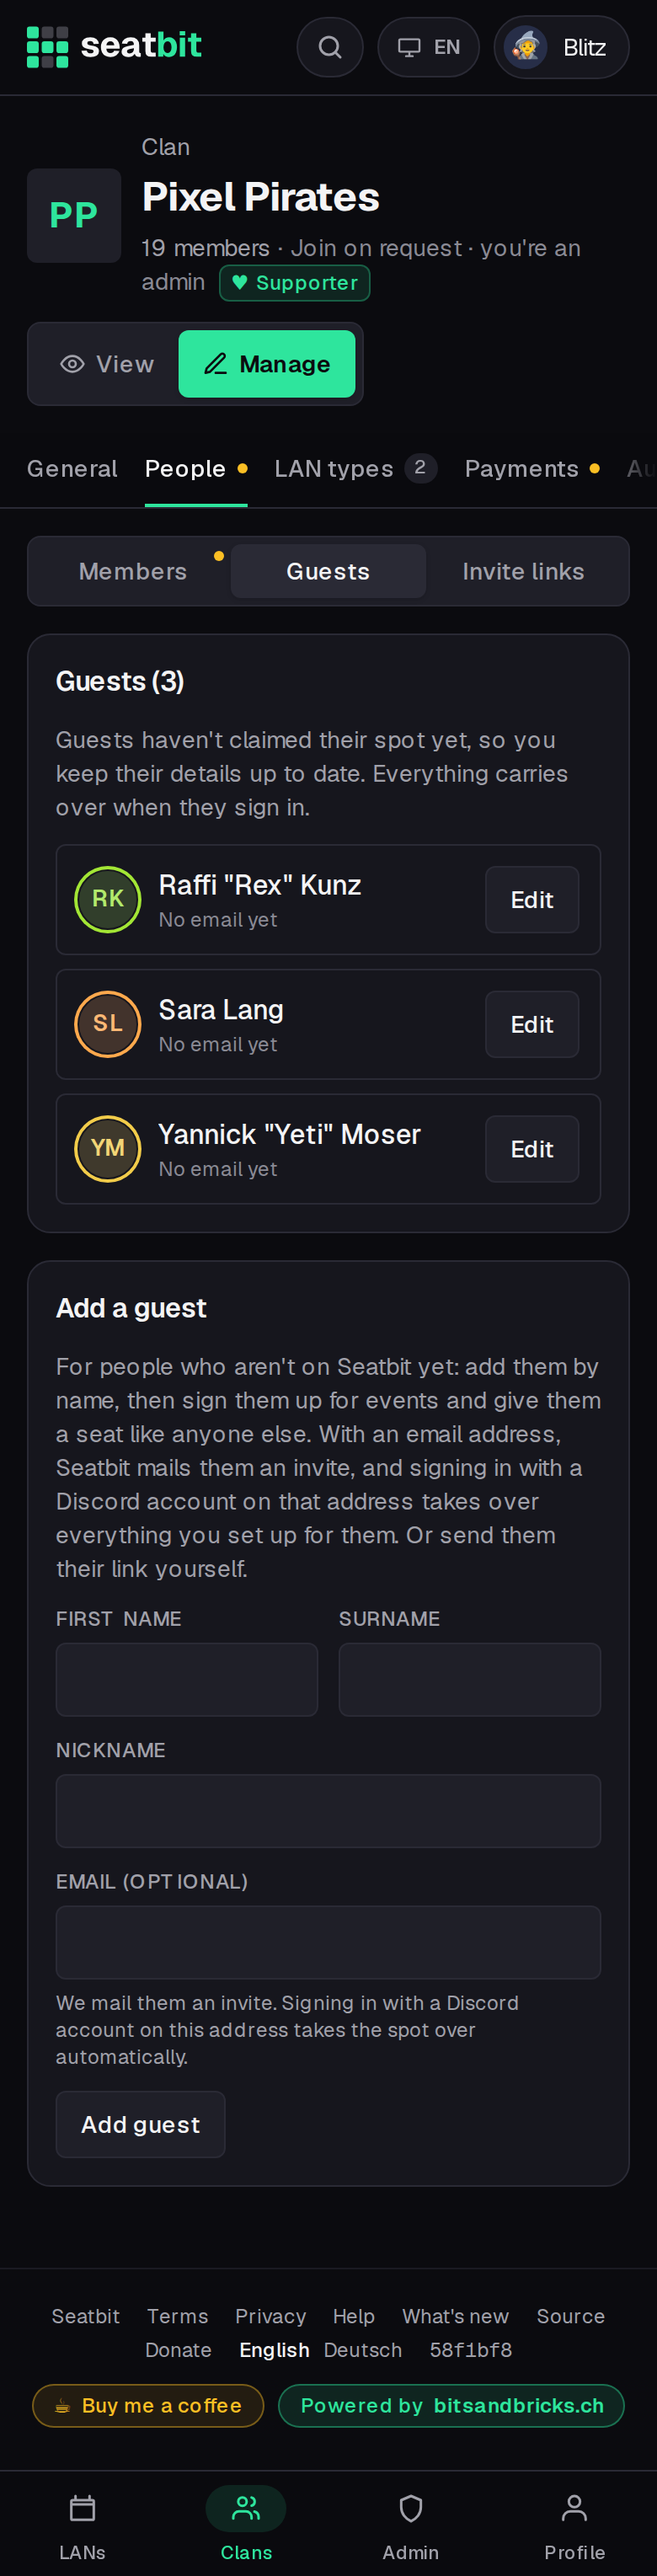 seatbit
EN
Blitz
Clan
PP
Pixel Pirates
19 members · Join on request · you're an
admin ♥ Supporter
View
Manage
General
People
LAN types 2
Payments
Members
Guests
Invite links
Guests (3)
Guests haven't claimed their spot yet, so you
keep their details up to date. Everything carries
over when they sign in.
RK
Raffi "Rex" Kunz
No email yet
Edit
SL
Sara Lang
No email yet
Edit
YM
Yannick "Yeti" Moser
No email yet
Edit
Add a guest
For people who aren't on Seatbit yet: add them by
name, then sign them up for events and give them
a seat like anyone else. With an email address,
Seatbit mails them an invite, and signing in with a
Discord account on that address takes over
everything you set up for them. Or send them
their link yourself.
FIRST NAME
SURNAME
NICKNAME
EMAIL (OPTIONAL)
We mail them an invite. Signing in with a Discord
account on this address takes the spot over
automatically.
Add guest
Seatbit Terms Privacy Help What's new Source
Donate English Deutsch 58f1bf8
Buy me a coffee
Powered by bitsandbricks.ch
LANs
Clans
Admin
Profile